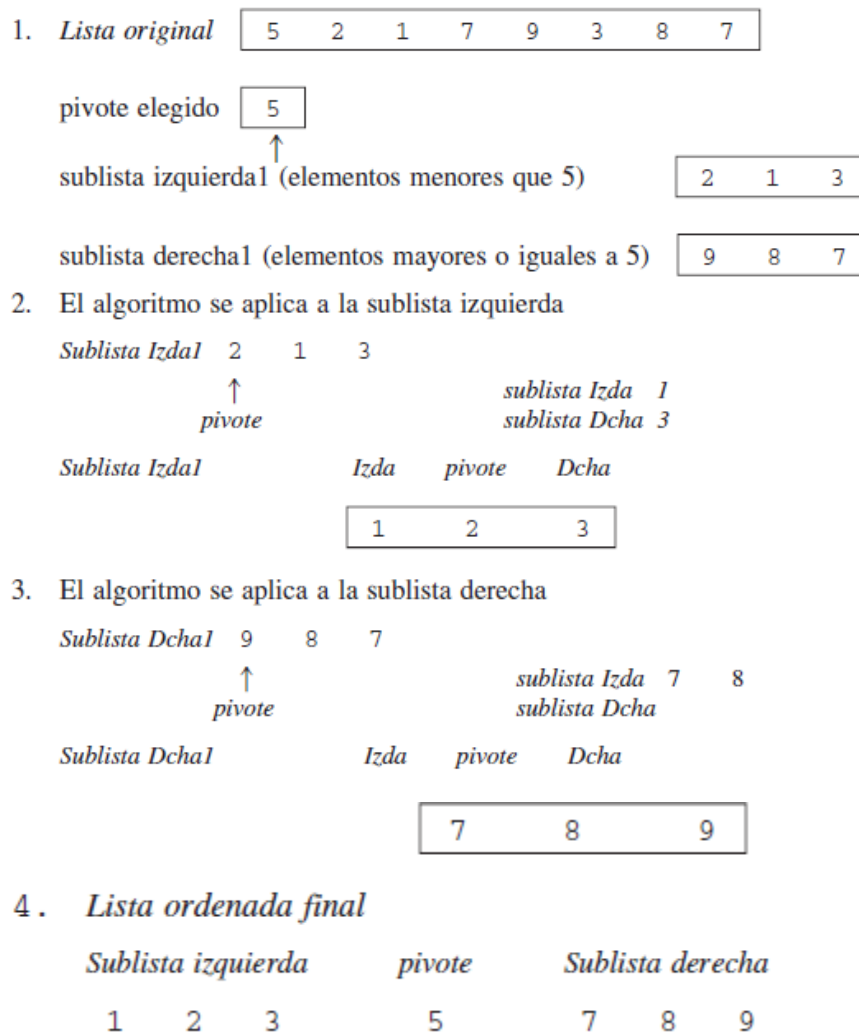 1. Lista original 5 2 1 7 9 3 8 7
pivote elegido 5
↑
sublista izquierda1 (elementos menores que 5) 2 1 3
sublista derecha1 (elementos mayores o iguales a 5) 9 8 7
2. El algoritmo se aplica a la sublista izquierda
Sublista Izda1 2 1 3
↑ sublista Izda 1
pivote sublista Dcha 3
Sublista Izda1 Izda pivote Dcha
1 2 3
3. El algoritmo se aplica a la sublista derecha
Sublista Dcha1 9 8 7
↑ sublista Izda 7 8
pivote sublista Dcha
Sublista Dcha1 Izda pivote Dcha
7 8 9
4. Lista ordenada final
Sublista izquierda pivote Sublista derecha
1 2 3 5 7 8 9